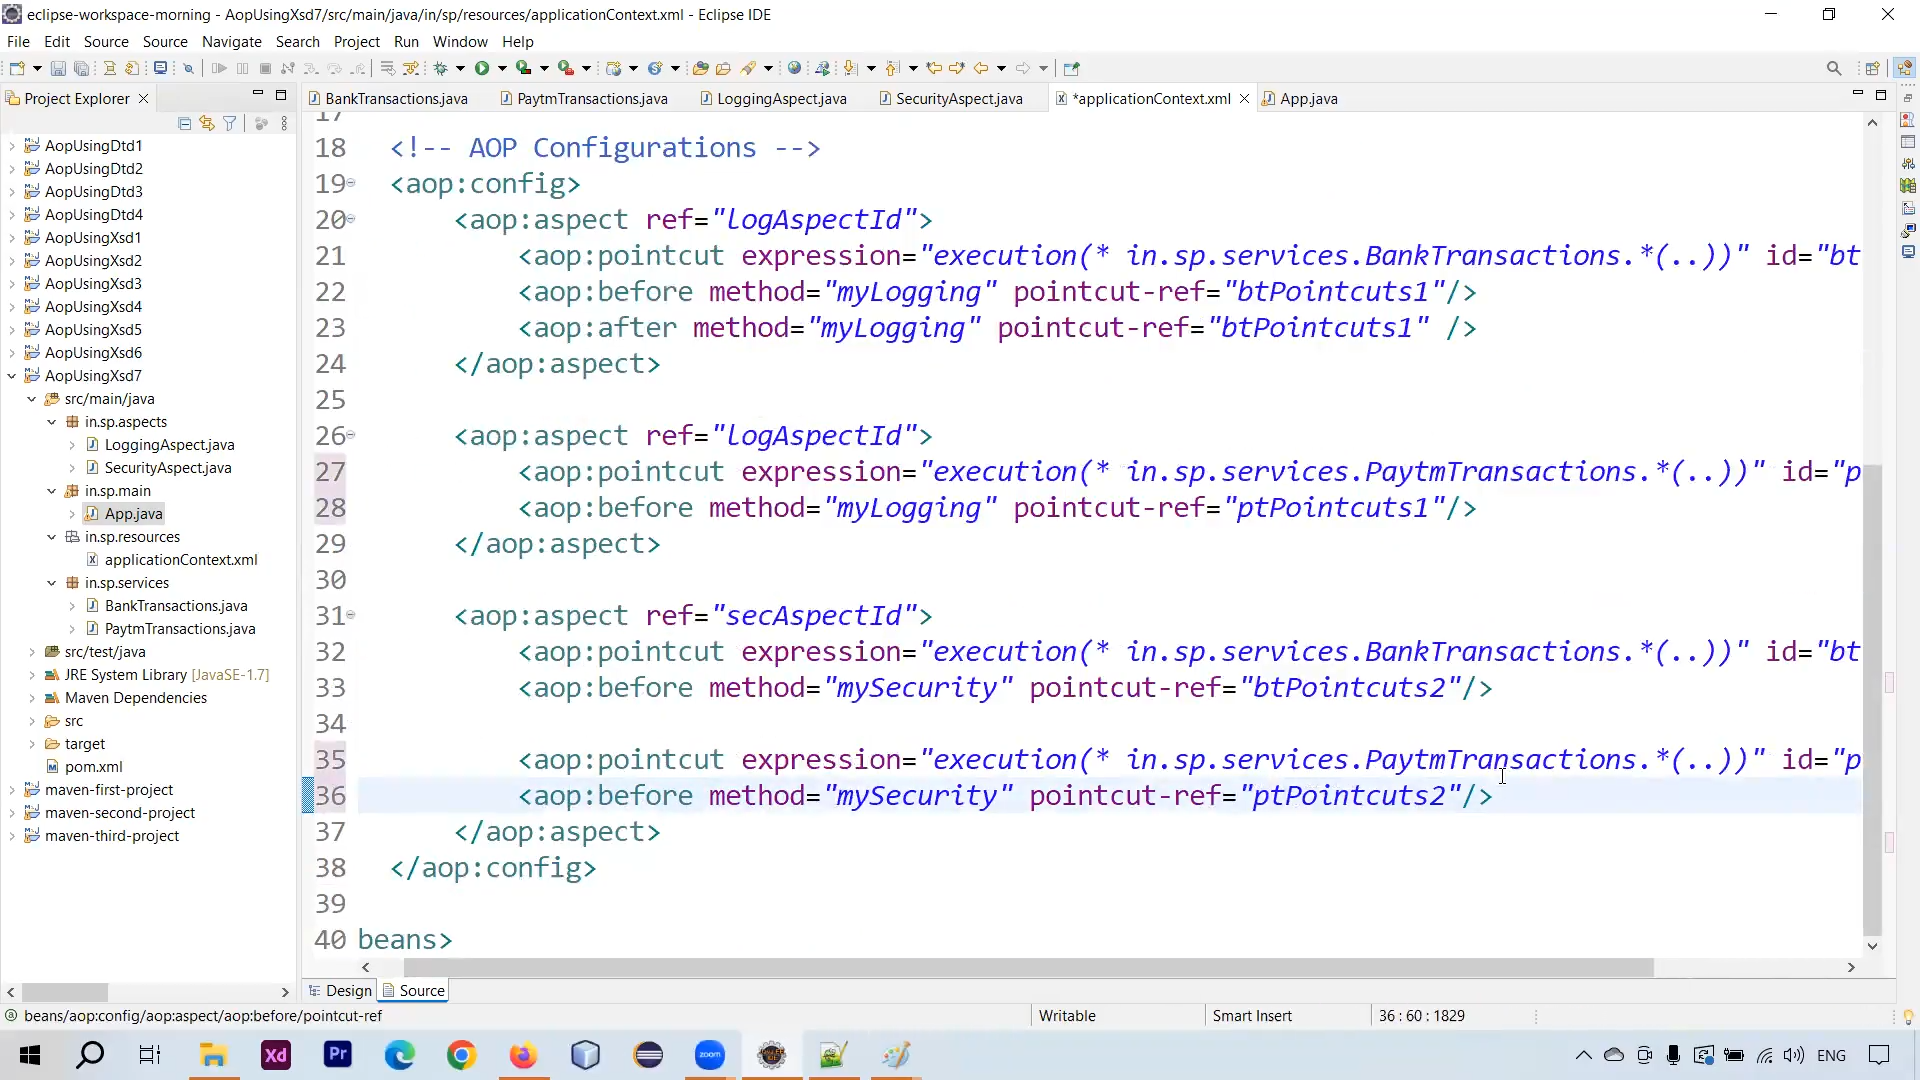 eclipse-workspace-morning - AopUsingXsd7/src/main/java/in/sp/resources/applicationContext.xml - Eclipse IDE
File Edit Source Source Navigate Search Project Run Window Help
Project Explorer
BankTransactions.java PaytmTransactions.java LoggingAspect.java SecurityAspect.java *applicationContext.xml App.java
AopUsingDtd1
AopUsingDtd2
AopUsingDtd3
AopUsingDtd4
AopUsingXsd1
AopUsingXsd2
AopUsingXsd3
AopUsingXsd4
AopUsingXsd5
AopUsingXsd6
AopUsingXsd7
src/main/java
in.sp.aspects
LoggingAspect.java
SecurityAspect.java
in.sp.main
App.java
in.sp.resources
applicationContext.xml
in.sp.services
BankTransactions.java
PaytmTransactions.java
src/test/java
JRE System Library [JavaSE-1.7]
Maven Dependencies
src
target
pom.xml
maven-first-project
maven-second-project
maven-third-project
17
18 <!-- AOP Configurations -->
19 <aop:config>
20 <aop:aspect ref="logAspectId">
21 <aop:pointcut expression="execution(* in.sp.services.BankTransactions.*(..))" id="bt
22 <aop:before method="myLogging" pointcut-ref="btPointcuts1"/>
23 <aop:after method="myLogging" pointcut-ref="btPointcuts1" />
24 </aop:aspect>
25
26 <aop:aspect ref="logAspectId">
27 <aop:pointcut expression="execution(* in.sp.services.PaytmTransactions.*(..))" id="p
28 <aop:before method="myLogging" pointcut-ref="ptPointcuts1"/>
29 </aop:aspect>
30
31 <aop:aspect ref="secAspectId">
32 <aop:pointcut expression="execution(* in.sp.services.BankTransactions.*(..))" id="bt
33 <aop:before method="mySecurity" pointcut-ref="btPointcuts2"/>
34
35 <aop:pointcut expression="execution(* in.sp.services.PaytmTransactions.*(..))" id="p
36 <aop:before method="mySecurity" pointcut-ref="ptPointcuts2"/>
37 </aop:aspect>
38 </aop:config>
39
40 beans>
Design Source
beans/aop:config/aop:aspect/aop:before/pointcut-ref Writable Smart Insert 36 : 60 : 1829
Xd Pr zoom ENG